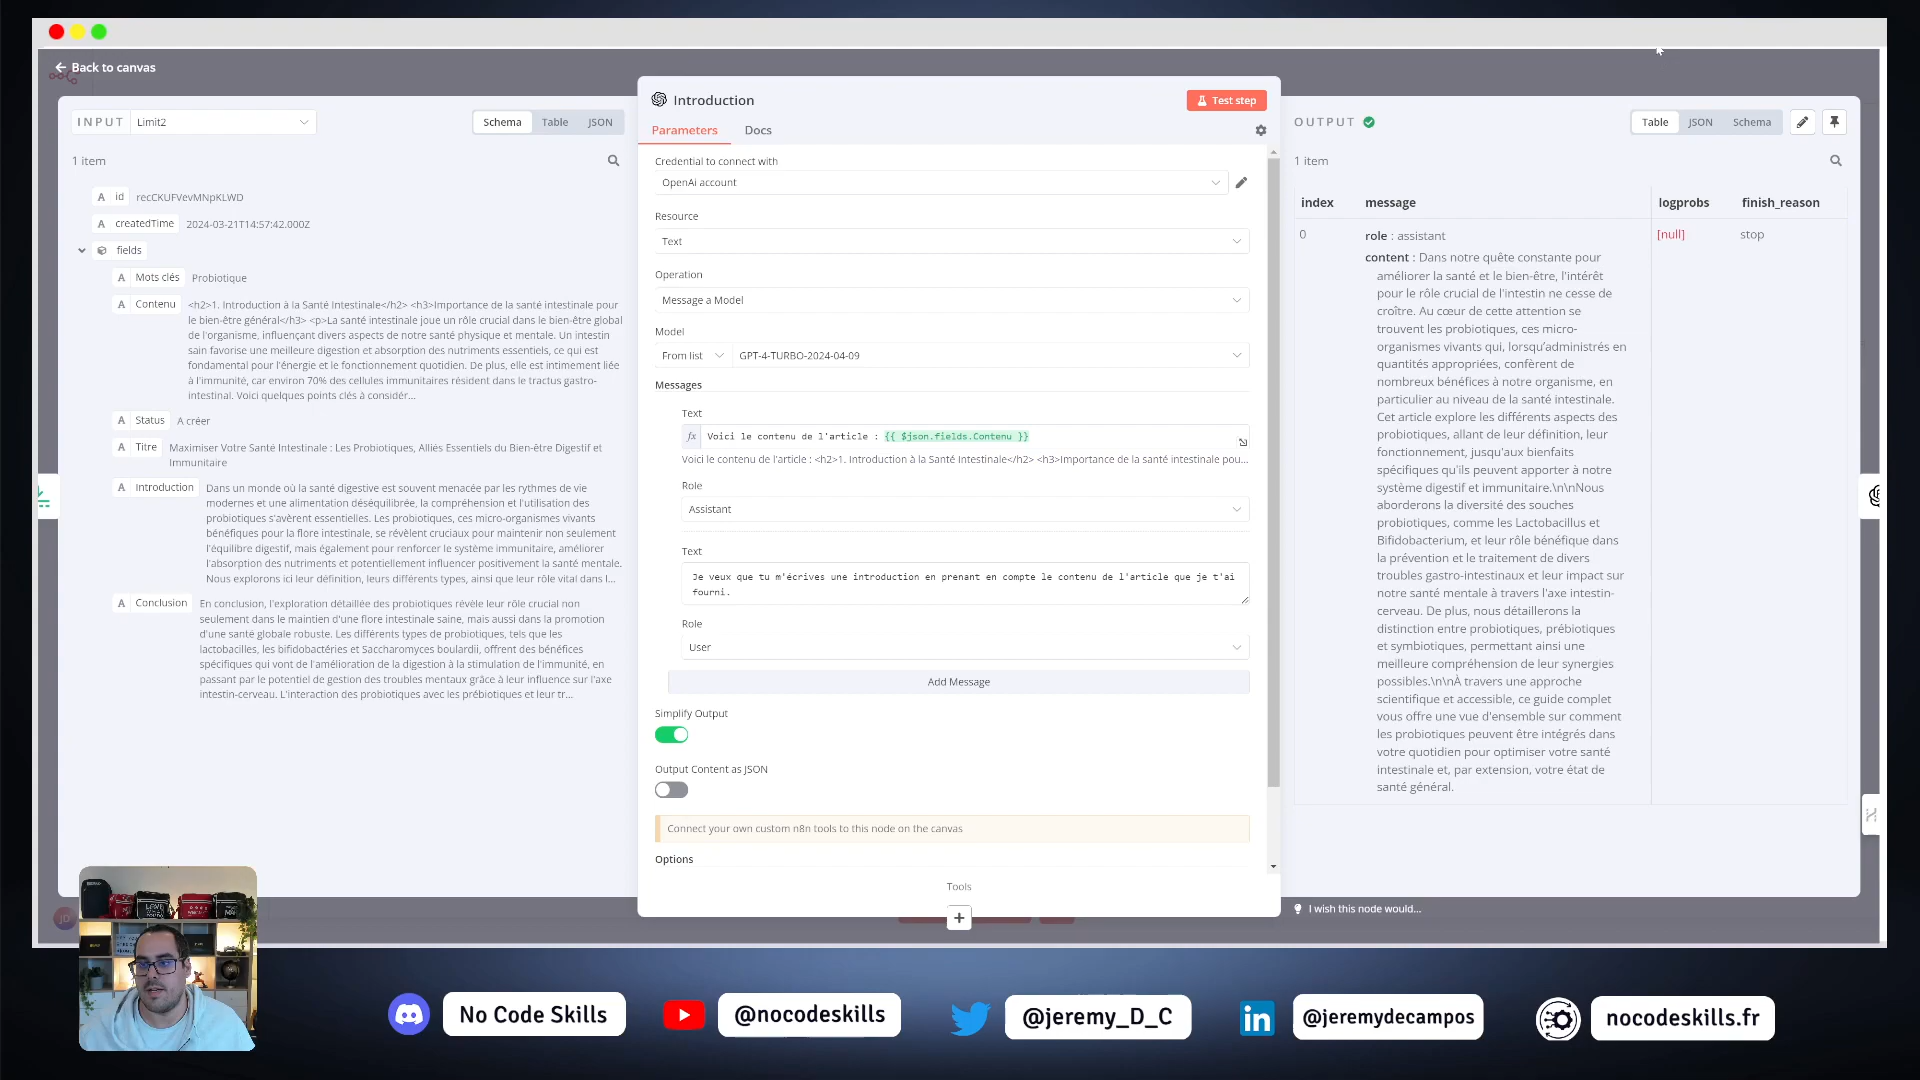 Back to canvas
INPUT
Limit2
Schema
Table
JSON
1 item
A id recCKUFVevMNpKLWD
A createdTime 2024-03-21T14:57:42.000Z
fields
A Mots clés Probiotique
A Contenu <h2>1. Introduction à la Santé Intestinale</h2> <h3>Importance de la santé intestinale pour
le bien-être général</h3> <p>La santé intestinale joue un rôle crucial dans le bien-être global
de l'organisme, influençant divers aspects de notre santé physique et mentale. Un intestin
sain favorise une meilleure digestion et absorption des nutriments essentiels, ce qui est
fondamental pour l'énergie et le fonctionnement quotidien. De plus, elle est intimement liée
à l'immunité, car environ 70% des cellules immunitaires résident dans le tractus gastro-
intestinal. Voici quelques points clés à considér...
A Status A créer
A Titre Maximiser Votre Santé Intestinale : Les Probiotiques, Alliés Essentiels du Bien-être Digestif et
Immunitaire
A Introduction Dans un monde où la santé digestive est souvent menacée par les rythmes de vie
modernes et une alimentation déséquilibrée, la compréhension et l'utilisation des
probiotiques s'avèrent essentielles. Les probiotiques, ces micro-organismes vivants
bénéfiques pour la flore intestinale, se révèlent cruciaux pour maintenir non seulement
l'équilibre digestif, mais également pour renforcer le système immunitaire, améliorer
l'absorption des nutriments et potentiellement influencer positivement la santé mentale.
Nous explorons ici leur définition, leurs différents types, ainsi que leur rôle vital dans l...
A Conclusion En conclusion, l'exploration détaillée des probiotiques révèle leur rôle crucial non
seulement dans le maintien d'une flore intestinale saine, mais aussi dans la promotion
d'une santé globale robuste. Les différents types de probiotiques, tels que les
lactobacilles, les bifidobactéries et Saccharomyces boulardii, offrent des bénéfices
spécifiques qui vont de l'amélioration de la digestion à la stimulation de l'immunité, en
passant par le potentiel de gestion des troubles mentaux grâce à leur influence sur l'axe
intestin-cerveau. L'interaction des probiotiques avec les prébiotiques et leur tr...
Introduction
Test step
Parameters
Docs
Credential to connect with
OpenAi account
Resource
Text
Operation
Message a Model
Model
From list
GPT-4-TURBO-2024-04-09
Messages
Text
fx Voici le contenu de l'article : {{ $json.fields.Contenu }}
Voici le contenu de l'article : <h2>1. Introduction à la Santé Intestinale</h2> <h3>Importance de la santé intestinale pou...
Role
Assistant
Text
Je veux que tu m'écrives une introduction en prenant en compte le contenu de l'article que je t'ai
fourni.
Role
User
Add Message
Simplify Output
Output Content as JSON
Connect your own custom n8n tools to this node on the canvas
Options
Tools
OUTPUT
Table
JSON
Schema
1 item
index message logprobs finish_reason
0 role : assistant [null] stop
content : Dans notre quête constante pour
améliorer la santé et le bien-être, l'intérêt
pour le rôle crucial de l'intestin ne cesse de
croître. Au cœur de cette attention se
trouvent les probiotiques, ces micro-
organismes vivants qui, lorsqu'administrés en
quantités appropriées, confèrent de
nombreux bénéfices à notre organisme, en
particulier au niveau de la santé intestinale.
Cet article explore les différents aspects des
probiotiques, allant de leur définition, leur
fonctionnement, jusqu'aux bienfaits
spécifiques qu'ils peuvent apporter à notre
système digestif et immunitaire.\n\nNous
aborderons la diversité des souches
probiotiques, comme les Lactobacillus et
Bifidobacterium, et leur rôle bénéfique dans
la prévention et le traitement de divers
troubles gastro-intestinaux et leur impact sur
notre santé mentale à travers l'axe intestin-
cerveau. De plus, nous détaillerons la
distinction entre probiotiques, prébiotiques
et symbiotiques, permettant ainsi une
meilleure compréhension de leur synergies
possibles.\n\nÀ travers une approche
scientifique et accessible, ce guide complet
vous offre une vue d'ensemble sur comment
les probiotiques peuvent être intégrés dans
votre quotidien pour optimiser votre santé
intestinale et, par extension, votre état de
santé général.
I wish this node would...
JD
No Code Skills
@nocodeskills
@jeremy_D_C
@jeremydecampos
nocodeskills.fr